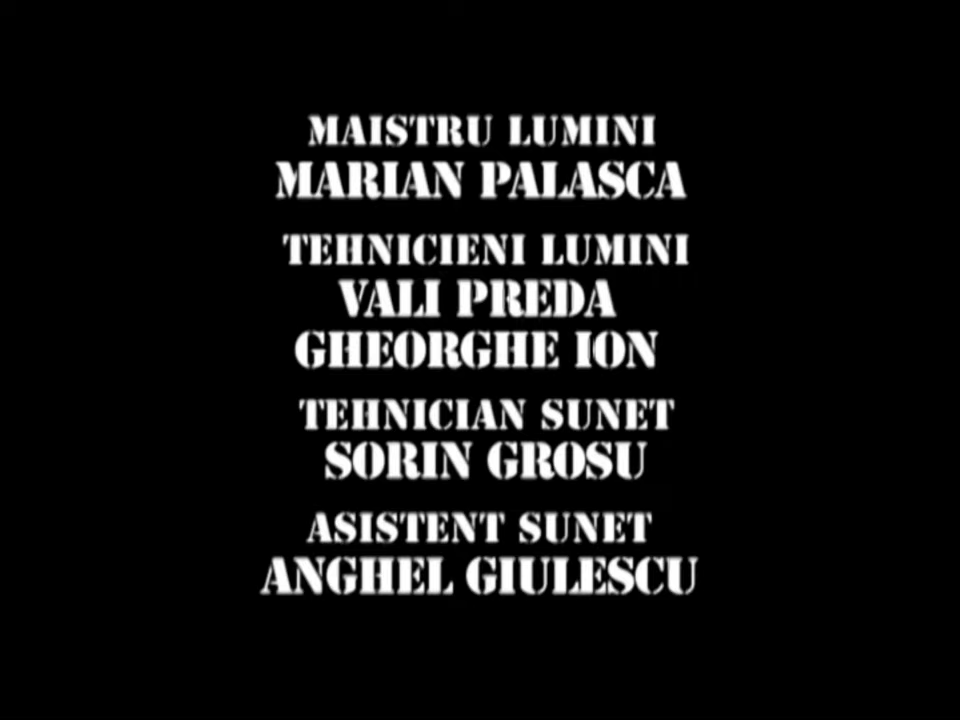 MAISTRU LUMINI
MARIAN PALASCA
TEHNICIENI LUMINI
VALI PREDA
GHEORGHE ION
TEHNICIAN SUNET
SORIN GROSU
ASISTENT SUNET
ANGHEL GIULESCU